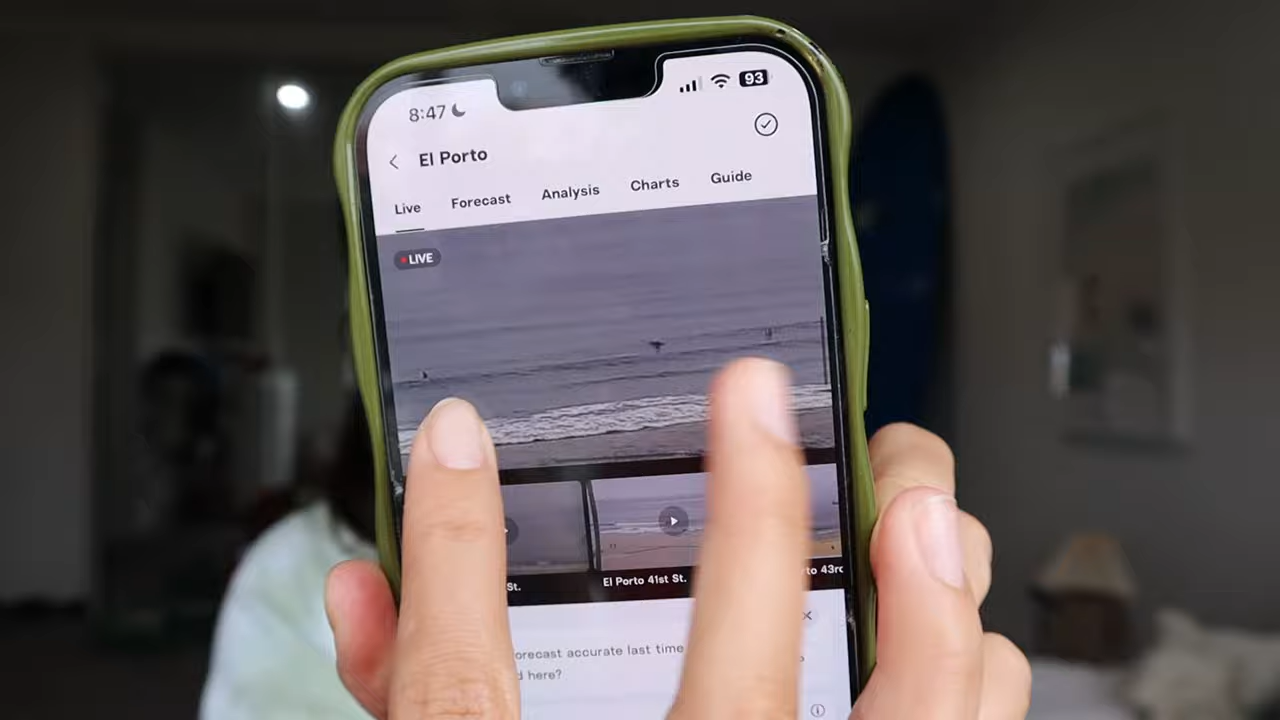 8:47
93
El Porto
Live Forecast Analysis Charts Guide
LIVE
St. El Porto 41st St.
accurate last time
here?